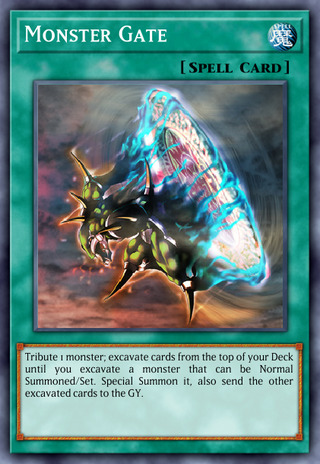 Monster Gate
[Spell Card]
Tribute 1 monster; excavate cards from the top of your Deck
until you excavate a monster that can be Normal
Summoned/Set. Special Summon it, also send the other
excavated cards to the GY.